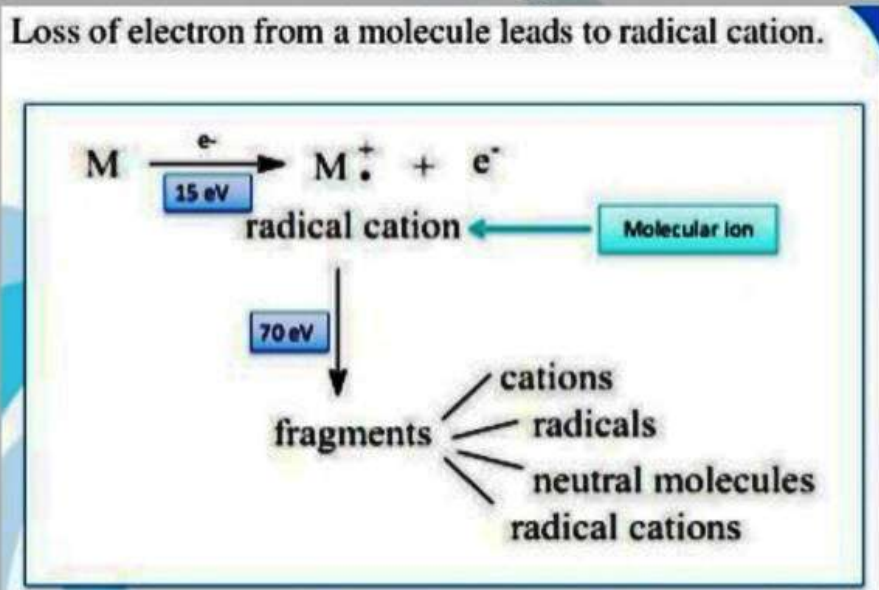 Loss of electron from a molecule leads to radical cation.
e-
M → M⁺• + e⁻
15 eV
radical cation
Molecular ion
70 eV
cations
fragments
radicals
neutral molecules
radical cations